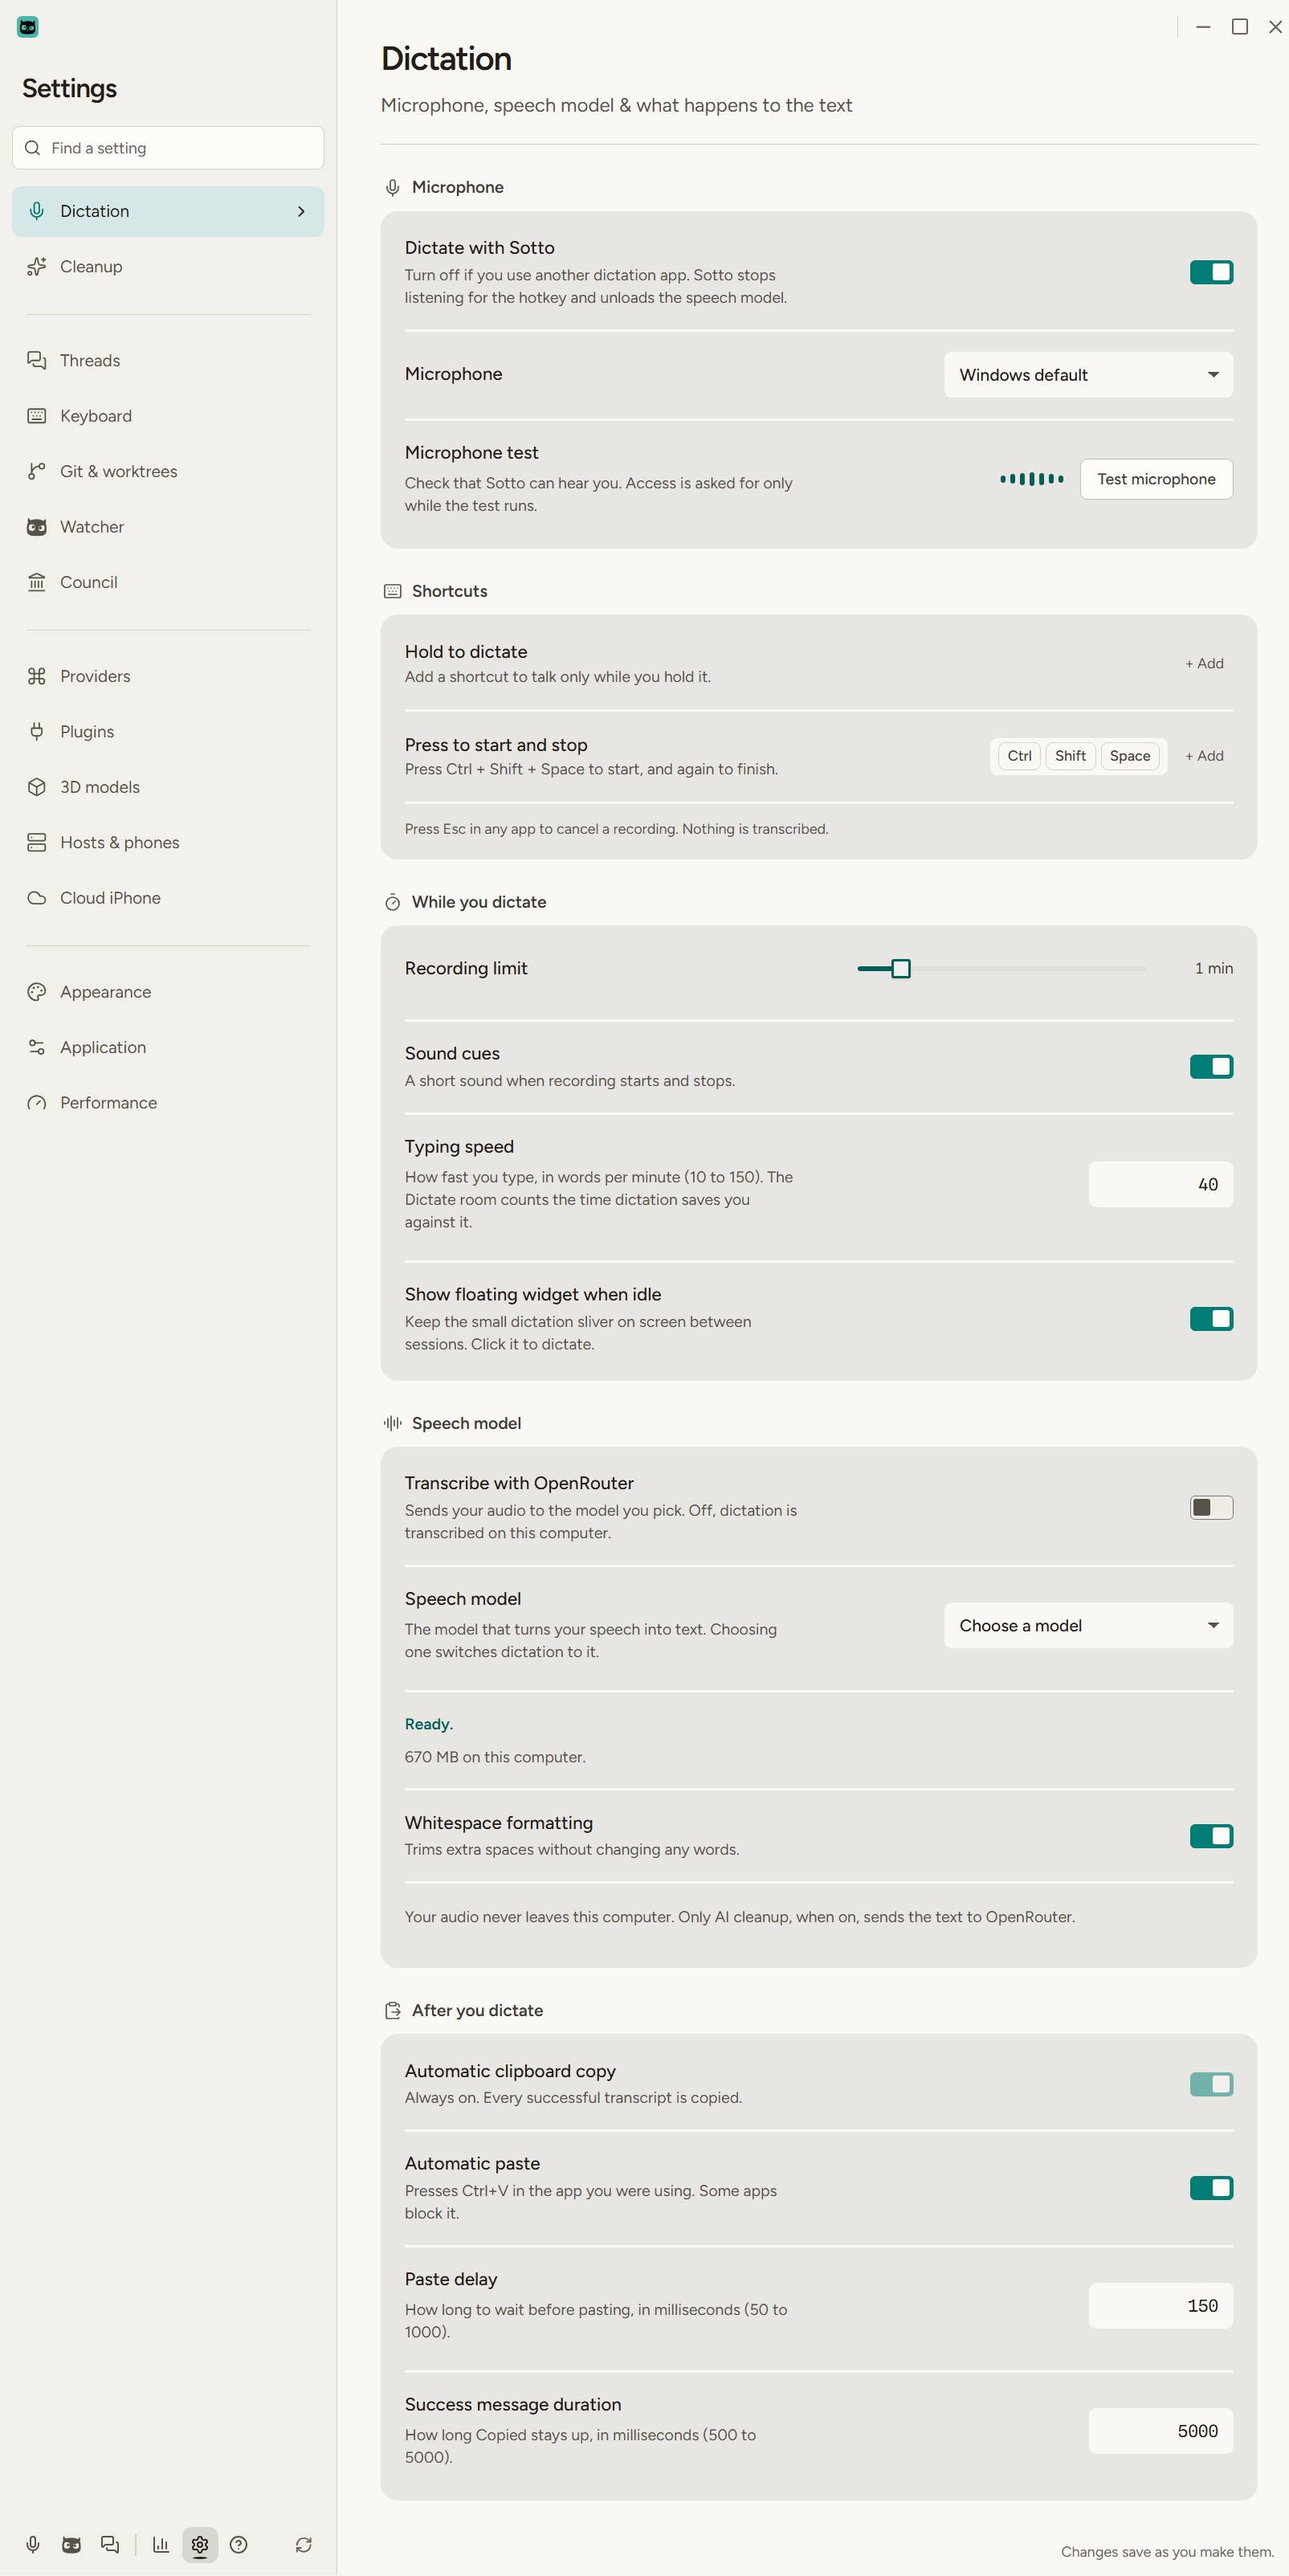 Settings
Find a setting
Dictation
Cleanup
Threads
Keyboard
Git & worktrees
Watcher
Council
Providers
Plugins
3D models
Hosts & phones
Cloud iPhone
Appearance
Application
Performance
Dictation
Microphone, speech model & what happens to the text
Microphone
Dictate with Sotto
Turn off if you use another dictation app. Sotto stops
listening for the hotkey and unloads the speech model.
Microphone
Windows default
Microphone test
Check that Sotto can hear you. Access is asked for only
while the test runs.
Test microphone
Shortcuts
Hold to dictate
Add a shortcut to talk only while you hold it.
+ Add
Press to start and stop
Press Ctrl + Shift + Space to start, and again to finish.
Ctrl Shift Space + Add
Press Esc in any app to cancel a recording. Nothing is transcribed.
While you dictate
Recording limit
1 min
Sound cues
A short sound when recording starts and stops.
Typing speed
How fast you type, in words per minute (10 to 150). The
Dictate room counts the time dictation saves you
against it.
40
Show floating widget when idle
Keep the small dictation sliver on screen between
sessions. Click it to dictate.
Speech model
Transcribe with OpenRouter
Sends your audio to the model you pick. Off, dictation is
transcribed on this computer.
Speech model
The model that turns your speech into text. Choosing
one switches dictation to it.
Choose a model
Ready.
670 MB on this computer.
Whitespace formatting
Trims extra spaces without changing any words.
Your audio never leaves this computer. Only AI cleanup, when on, sends the text to OpenRouter.
After you dictate
Automatic clipboard copy
Always on. Every successful transcript is copied.
Automatic paste
Presses Ctrl+V in the app you were using. Some apps
block it.
Paste delay
How long to wait before pasting, in milliseconds (50 to
1000).
150
Success message duration
How long Copied stays up, in milliseconds (500 to
5000).
5000
Changes save as you make them.